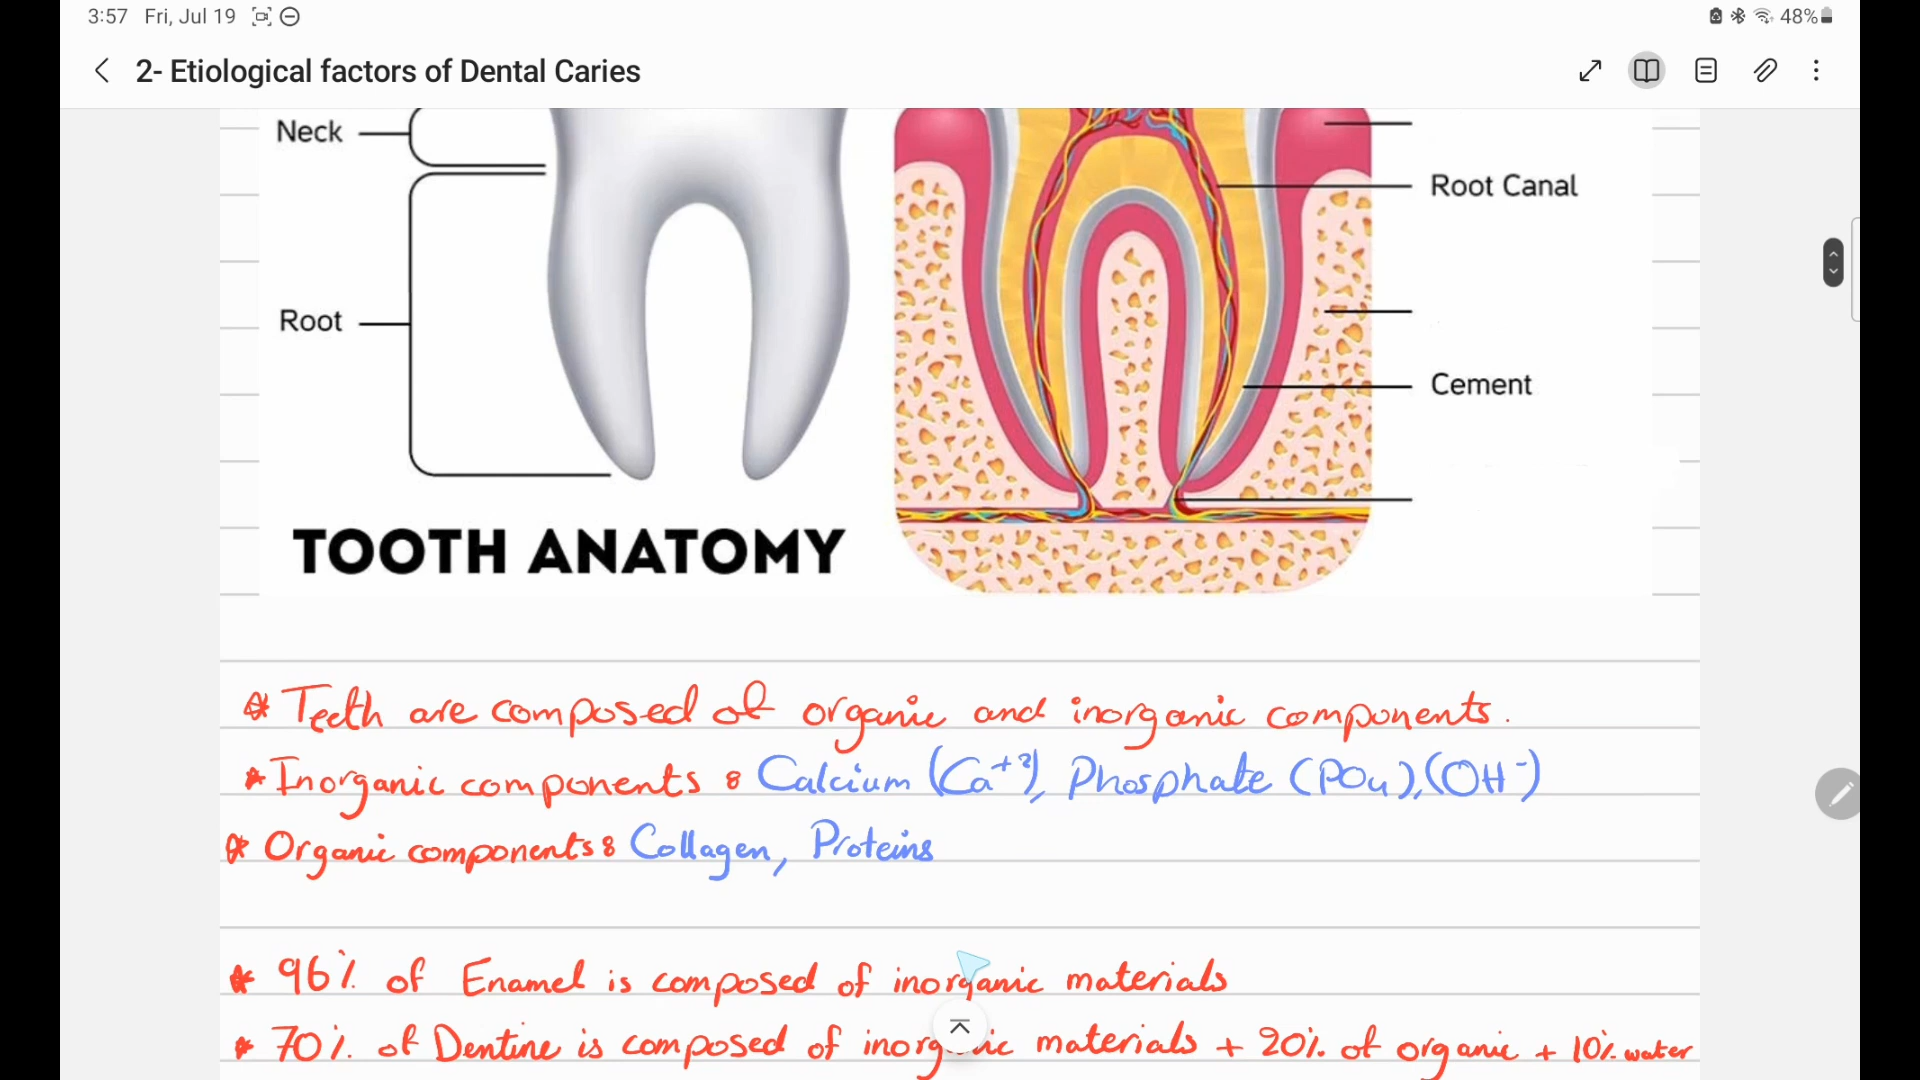 3:57 Fri, Jul 19 48%
2- Etiological factors of Dental Caries
Neck
Root Canal
Root
Cement
TOOTH ANATOMY
* Teeth are composed of organic and inorganic components.
* Inorganic components : Calcium (Ca+2), Phosphate (PO4), (OH-)
* Organic components : Collagen, Proteins
* 96% of Enamel is composed of inorganic materials
* 70% of Dentine is composed of inorganic materials + 20% of organic + 10% water